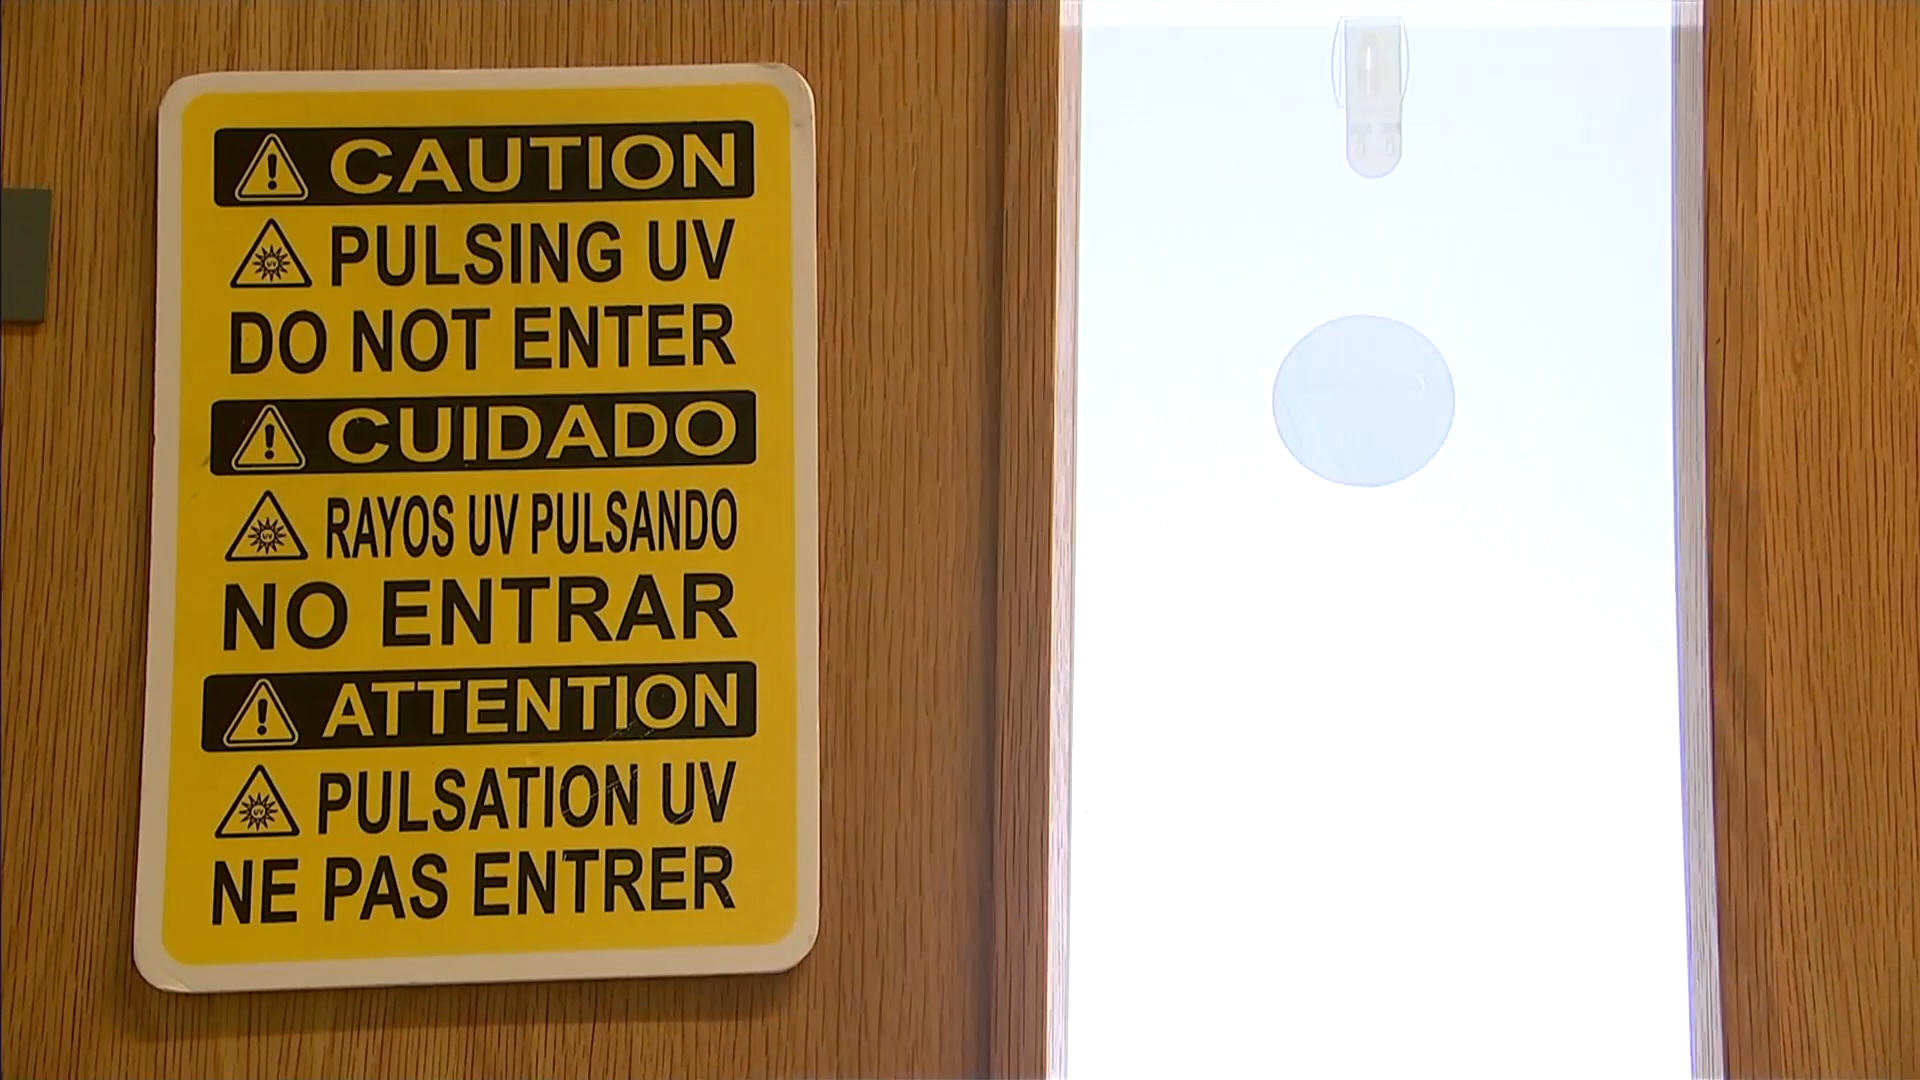 CAUTION
PULSING UV
DO NOT ENTER
CUIDADO
RAYOS UV PULSANDO
NO ENTRAR
ATTENTION
PULSATION UV
NE PAS ENTRER